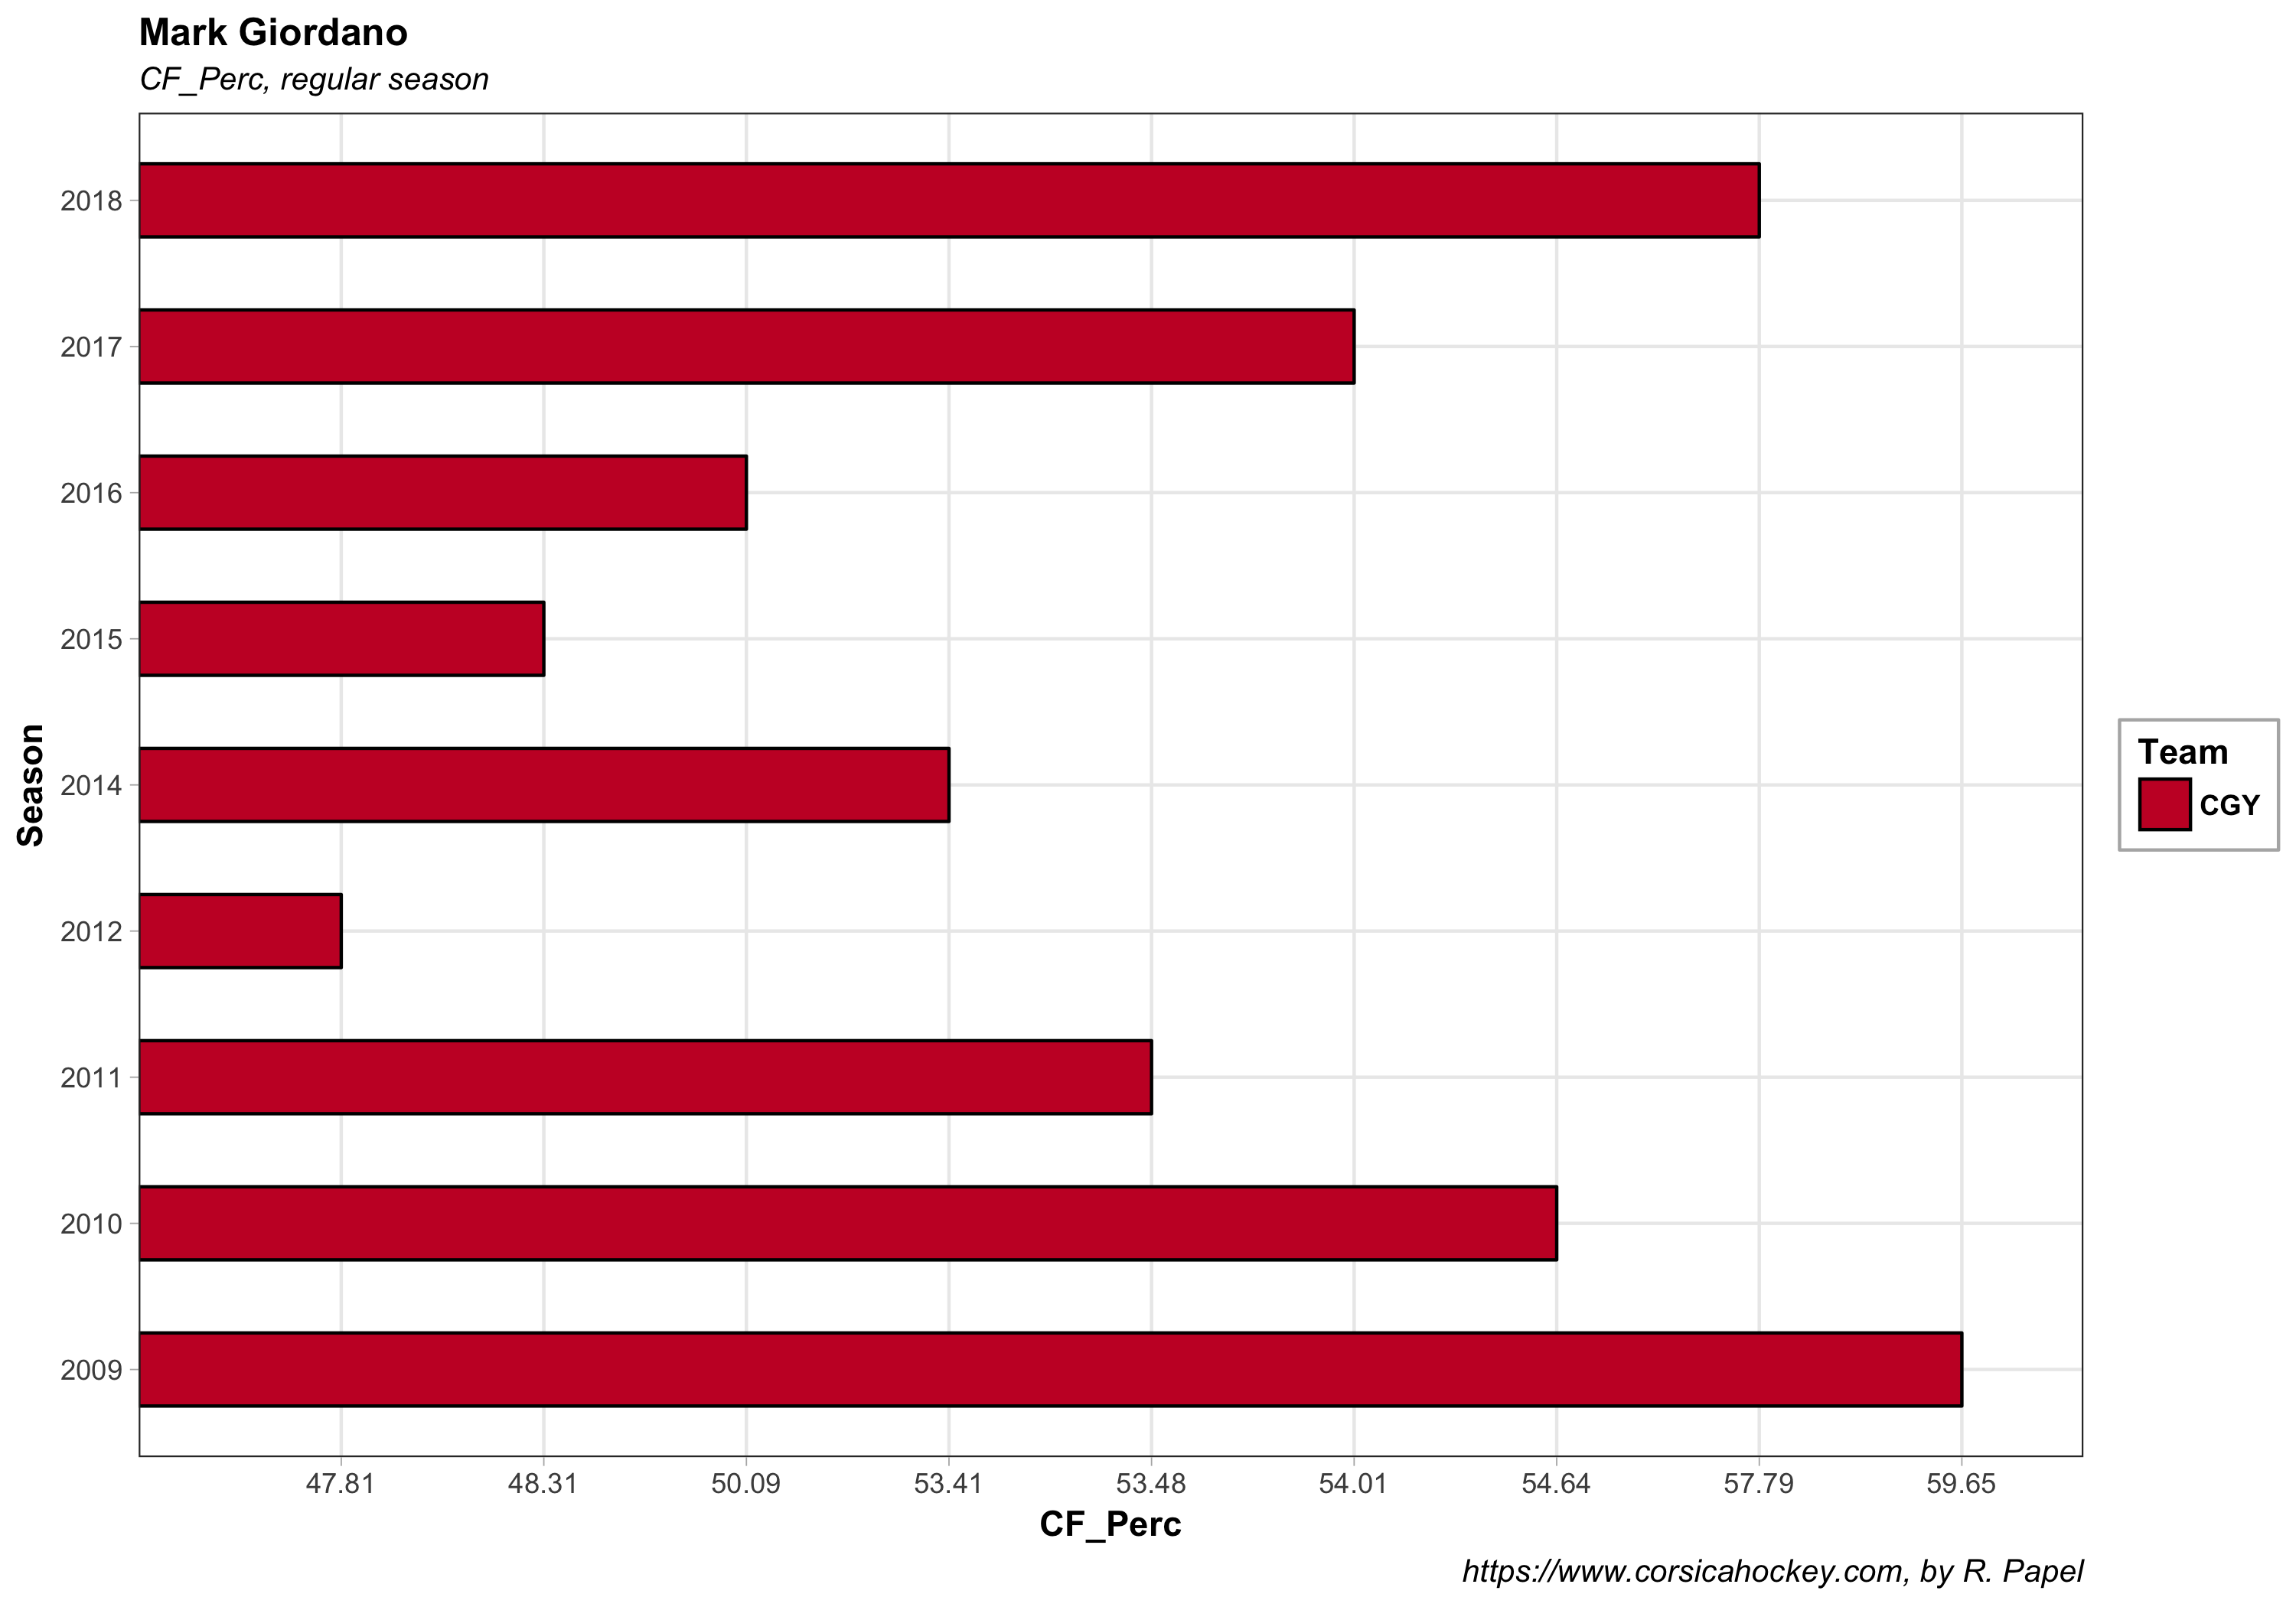 Mark Giordano
CF_Perc, regular season
2018
2017
2016
2015
2014
2012
2011
2010
2009
Season
47.81 48.31 50.09 53.41 53.48 54.01 54.64 57.79 59.65
CF_Perc
Team
CGY
https://www.corsicahockey.com, by R. Papel